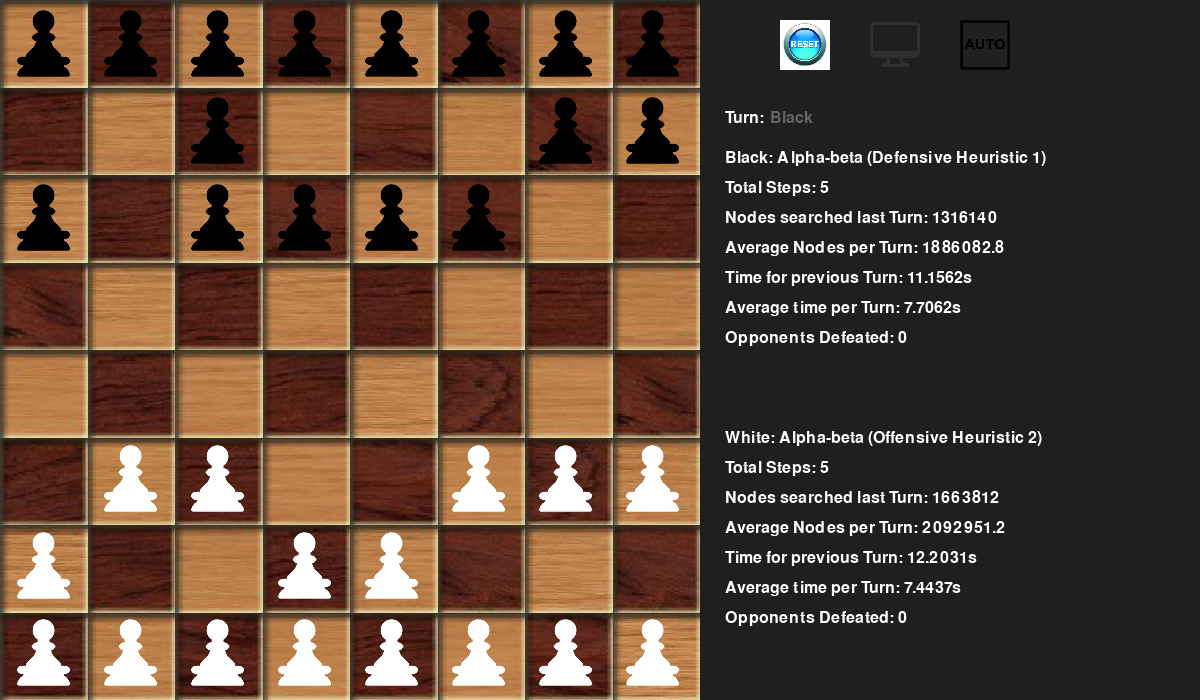 RESET
AUTO
Turn: Black
Black: Alpha-beta (Defensive Heuristic 1)
Total Steps: 5
Nodes searched last Turn: 1316140
Average Nodes per Turn: 1886082.8
Time for previous Turn: 11.1562s
Average time per Turn: 7.7062s
Opponents Defeated: 0
White: Alpha-beta (Offensive Heuristic 2)
Total Steps: 5
Nodes searched last Turn: 1663812
Average Nodes per Turn: 2092951.2
Time for previous Turn: 12.2031s
Average time per Turn: 7.4437s
Opponents Defeated: 0